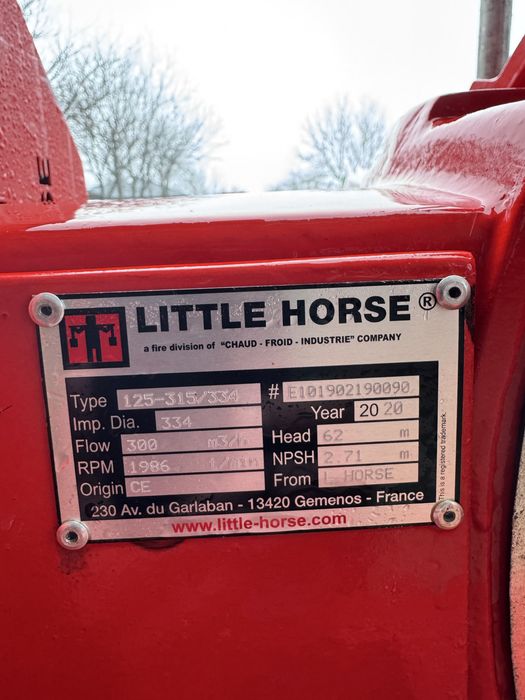 LITTLE HORSE ®
a fire division of "CHAUD - FROID - INDUSTRIE" COMPANY
Type 125-315/334 # E101902190090
Imp. Dia. 334 Year 2020
Flow 300 m3/h Head 62 m
RPM 1986 t/min NPSH 2.71 m
Origin CE From L.HORSE
230 Av. du Garlaban - 13420 Gemenos - France
www.little-horse.com
This is a registered trademark.